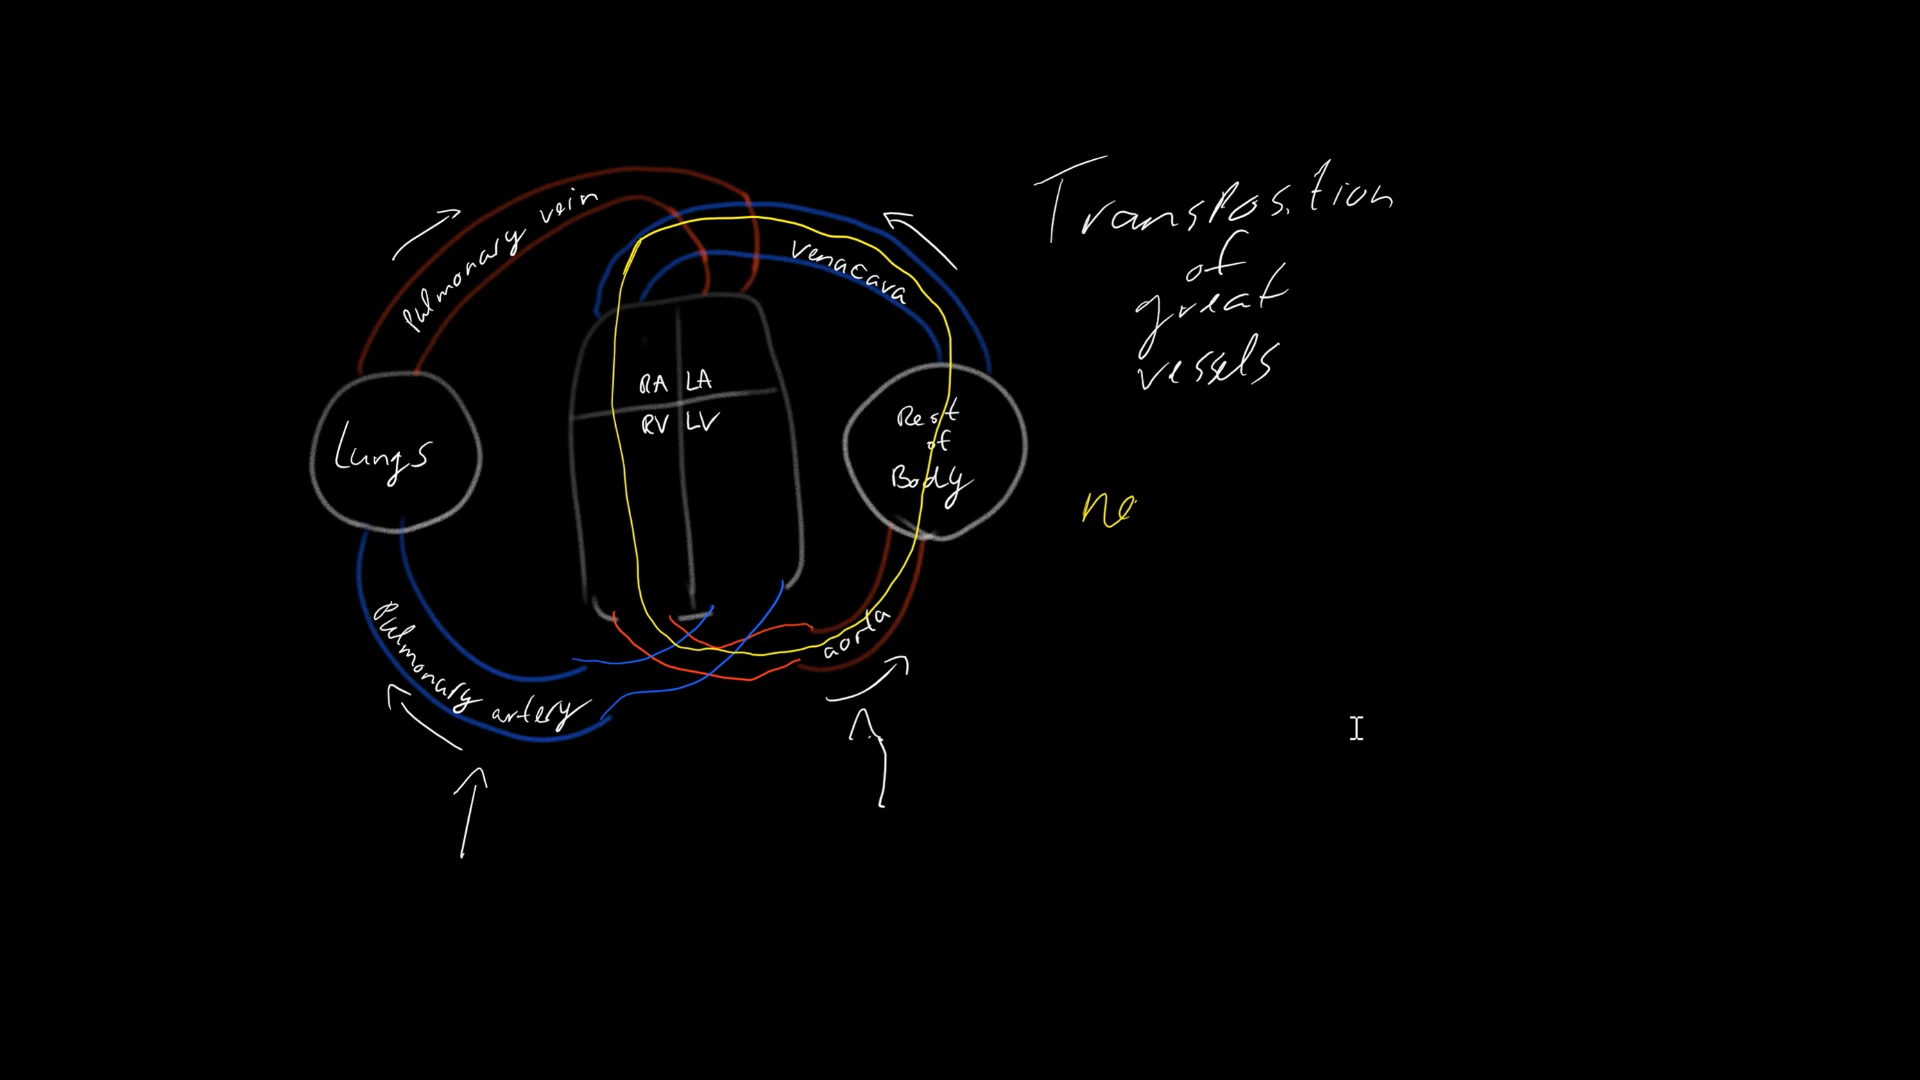 Transposition
of
great
vessels
Pulmonary vein
venacava
RA LA
RV LV
Lungs
Rest
of
Body
ne
aorta
Pulmonary artery